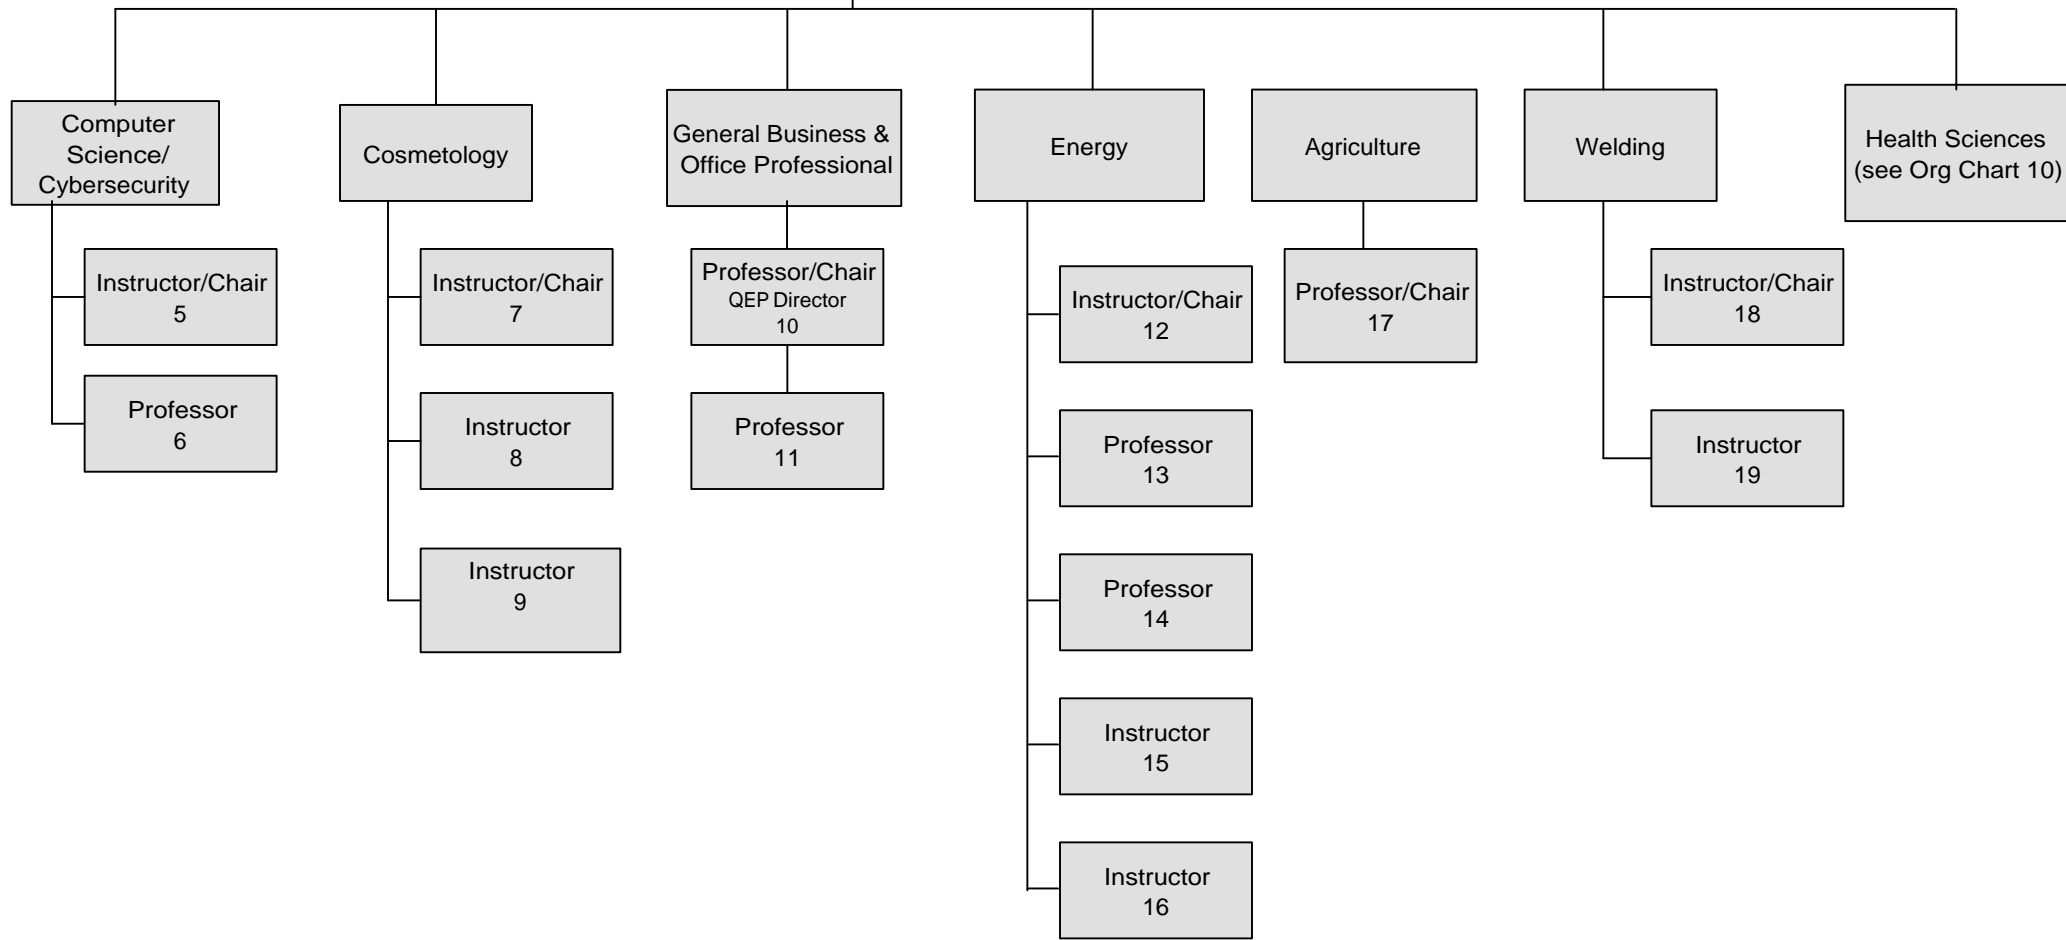 Computer
Science/
Cybersecurity
Instructor/Chair
5
Professor
6
Cosmetology
Instructor/Chair
7
Instructor
8
Instructor
9
General Business &
Office Professional
Professor/Chair
QEP Director
10
Professor
11
Energy
Instructor/Chair
12
Professor
13
Professor
14
Instructor
15
Instructor
16
Agriculture
Professor/Chair
17
Welding
Instructor/Chair
18
Instructor
19
Health Sciences
(see Org Chart 10)